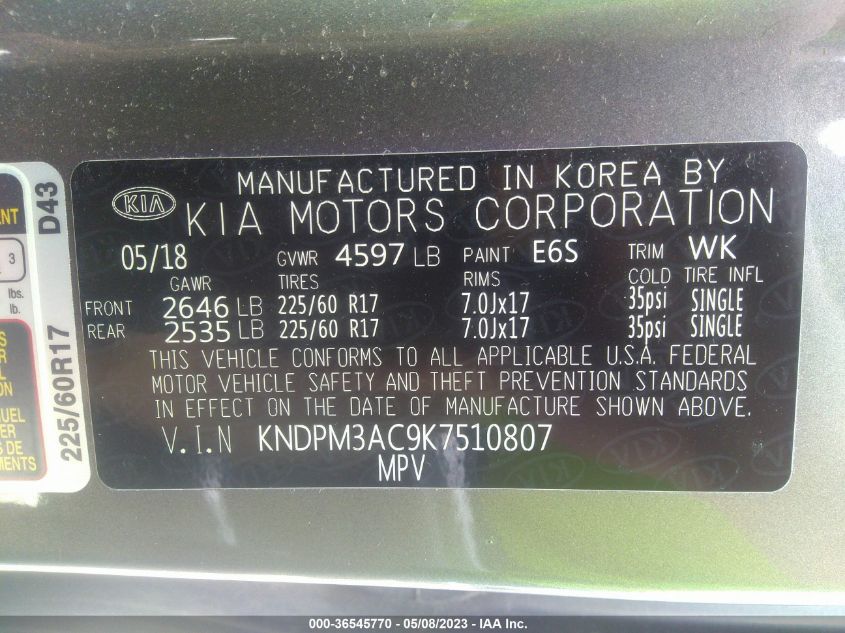 MANUFACTURED IN KOREA BY
KIA KIA MOTORS CORPORATION
05/18 GVWR 4597 LB PAINT E6S TRIM WK
GAWR TIRES RIMS COLD TIRE INFL
FRONT 2646 LB 225/60 R17 7.0Jx17 35psi SINGLE
REAR 2535 LB 225/60 R17 7.0Jx17 35psi SINGLE
THIS VEHICLE CONFORMS TO ALL APPLICABLE U.S.A. FEDERAL
MOTOR VEHICLE SAFETY AND THEFT PREVENTION STANDARDS
IN EFFECT ON THE DATE OF MANUFACTURE SHOWN ABOVE.
V.I.N KNDPM3AC9K7510807
MPV
D43
225/60R17
3
lbs.
lb.
000-36545770 - 05/08/2023 - IAA Inc.